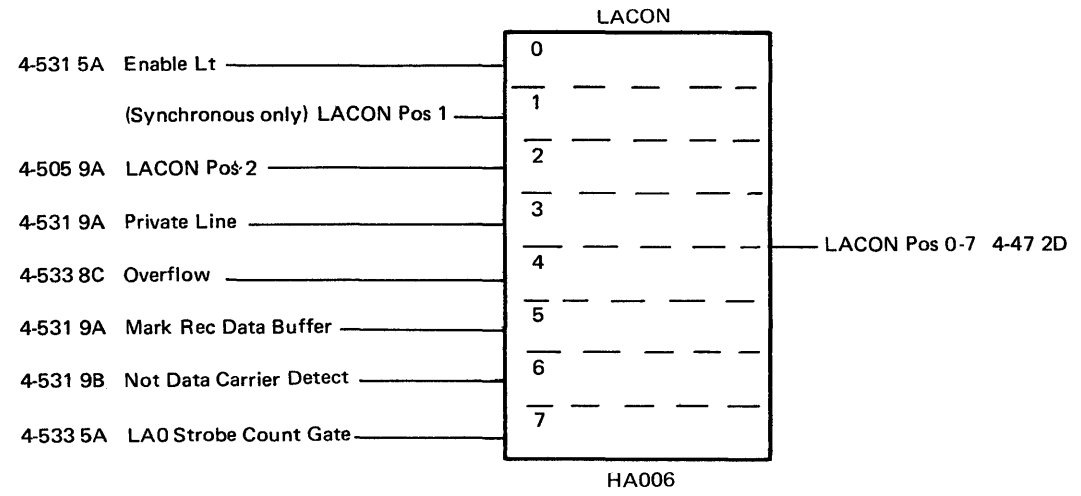 LACON
4-531 5A Enable Lt
0
(Synchronous only) LACON Pos 1
1
4-505 9A LACON Pos 2
2
4-531 9A Private Line
3
LACON Pos 0-7 4-47 2D
4-533 8C Overflow
4
4-531 9A Mark Rec Data Buffer
5
4-531 9B Not Data Carrier Detect
6
4-533 5A LA0 Strobe Count Gate
7
HA006